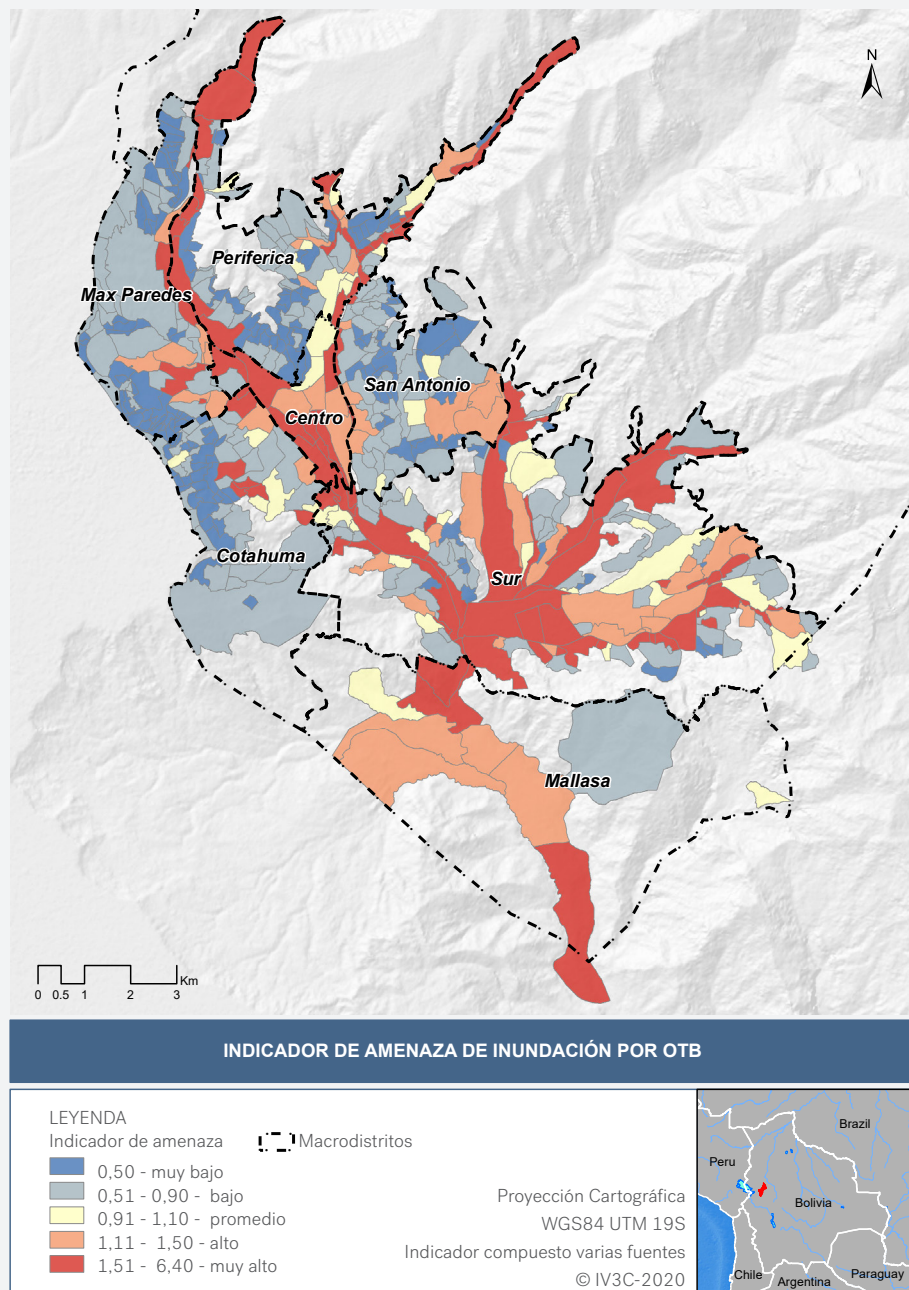 N
Periferica
Max Paredes
San Antonio
Centro
Cotahuma
Sur
Mallasa
Km
0 0.5 1 2 3
INDICADOR DE AMENAZA DE INUNDACIÓN POR OTB
LEYENDA
Indicador de amenaza
Macrodistritos
0,50 - muy bajo
0,51 - 0,90 - bajo
0,91 - 1,10 - promedio
1,11 - 1,50 - alto
1,51 - 6,40 - muy alto
Proyección Cartográfica
WGS84 UTM 19S
Indicador compuesto varias fuentes
© IV3C-2020
Brazil
Peru
Bolivia
Chile
Argentina
Paraguay